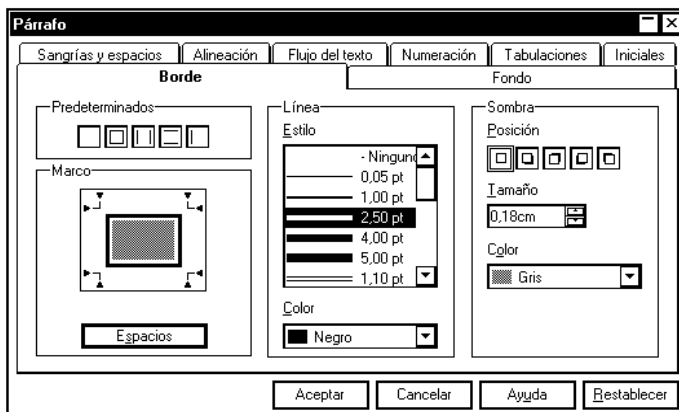 Párrafo
Sangrías y espacios Alineación Flujo del texto Numeración Tabulaciones Iniciales
Borde Fondo
Predeterminados
Marco
Espacios
Línea
Estilo
- Ninguno
0,05 pt
1,00 pt
2,50 pt
4,00 pt
5,00 pt
1,10 pt
Color
Negro
Sombra
Posición
Tamaño
0,18cm
Color
Gris
Aceptar Cancelar Ayuda Restablecer